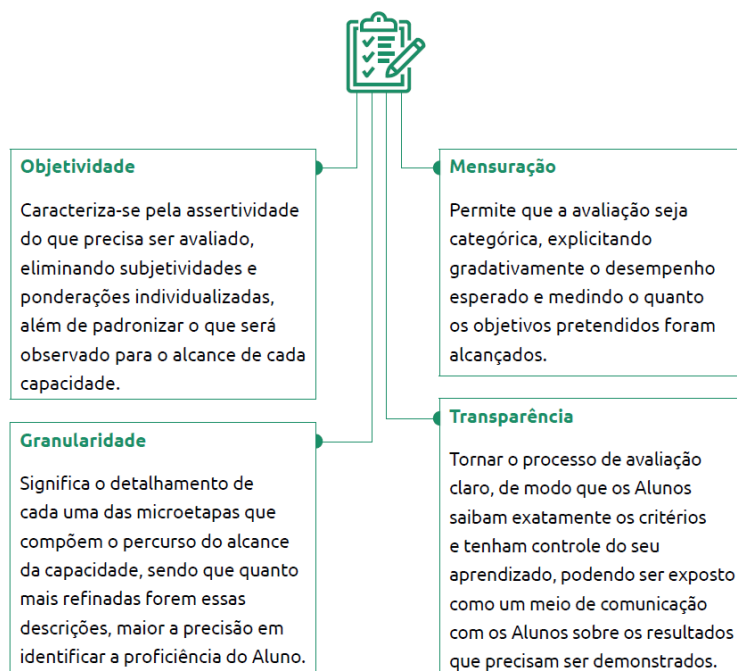 Objetividade
Caracteriza-se pela assertividade
do que precisa ser avaliado,
eliminando subjetividades e
ponderações individualizadas,
além de padronizar o que será
observado para o alcance de cada
capacidade.
Mensuração
Permite que a avaliação seja
categórica, explicitando
gradativamente o desempenho
esperado e medindo o quanto
os objetivos pretendidos foram
alcançados.
Granularidade
Significa o detalhamento de
cada uma das microetapas que
compõem o percurso do alcance
da capacidade, sendo que quanto
mais refinadas forem essas
descrições, maior a precisão em
identificar a proficiência do Aluno.
Transparência
Tornar o processo de avaliação
claro, de modo que os Alunos
saibam exatamente os critérios
e tenham controle do seu
aprendizado, podendo ser exposto
como um meio de comunicação
com os Alunos sobre os resultados
que precisam ser demonstrados.